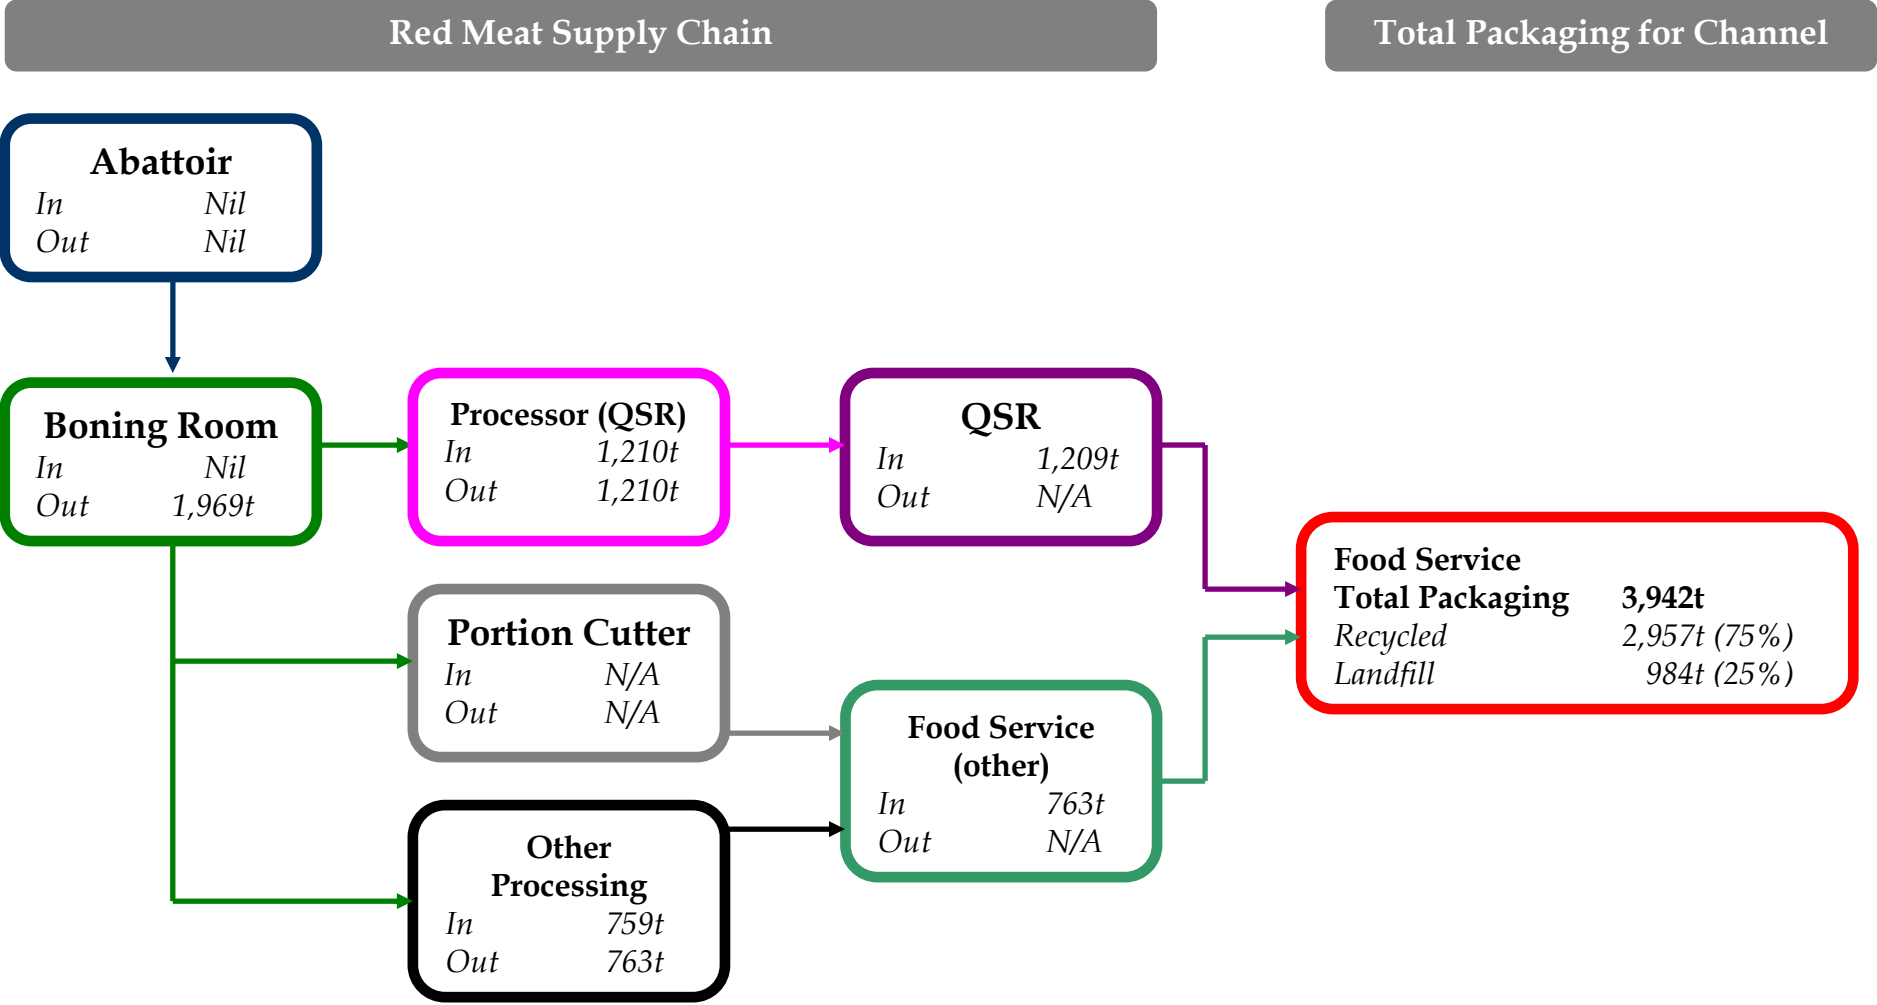 Red Meat Supply Chain
Total Packaging for Channel
Abattoir
In Nil
Out Nil
Boning Room
In Nil
Out 1,969t
Processor (QSR)
In 1,210t
Out 1,210t
QSR
In 1,209t
Out N/A
Portion Cutter
In N/A
Out N/A
Other
Processing
In 759t
Out 763t
Food Service
(other)
In 763t
Out N/A
Food Service
Total Packaging 3,942t
Recycled 2,957t (75%)
Landfill 984t (25%)